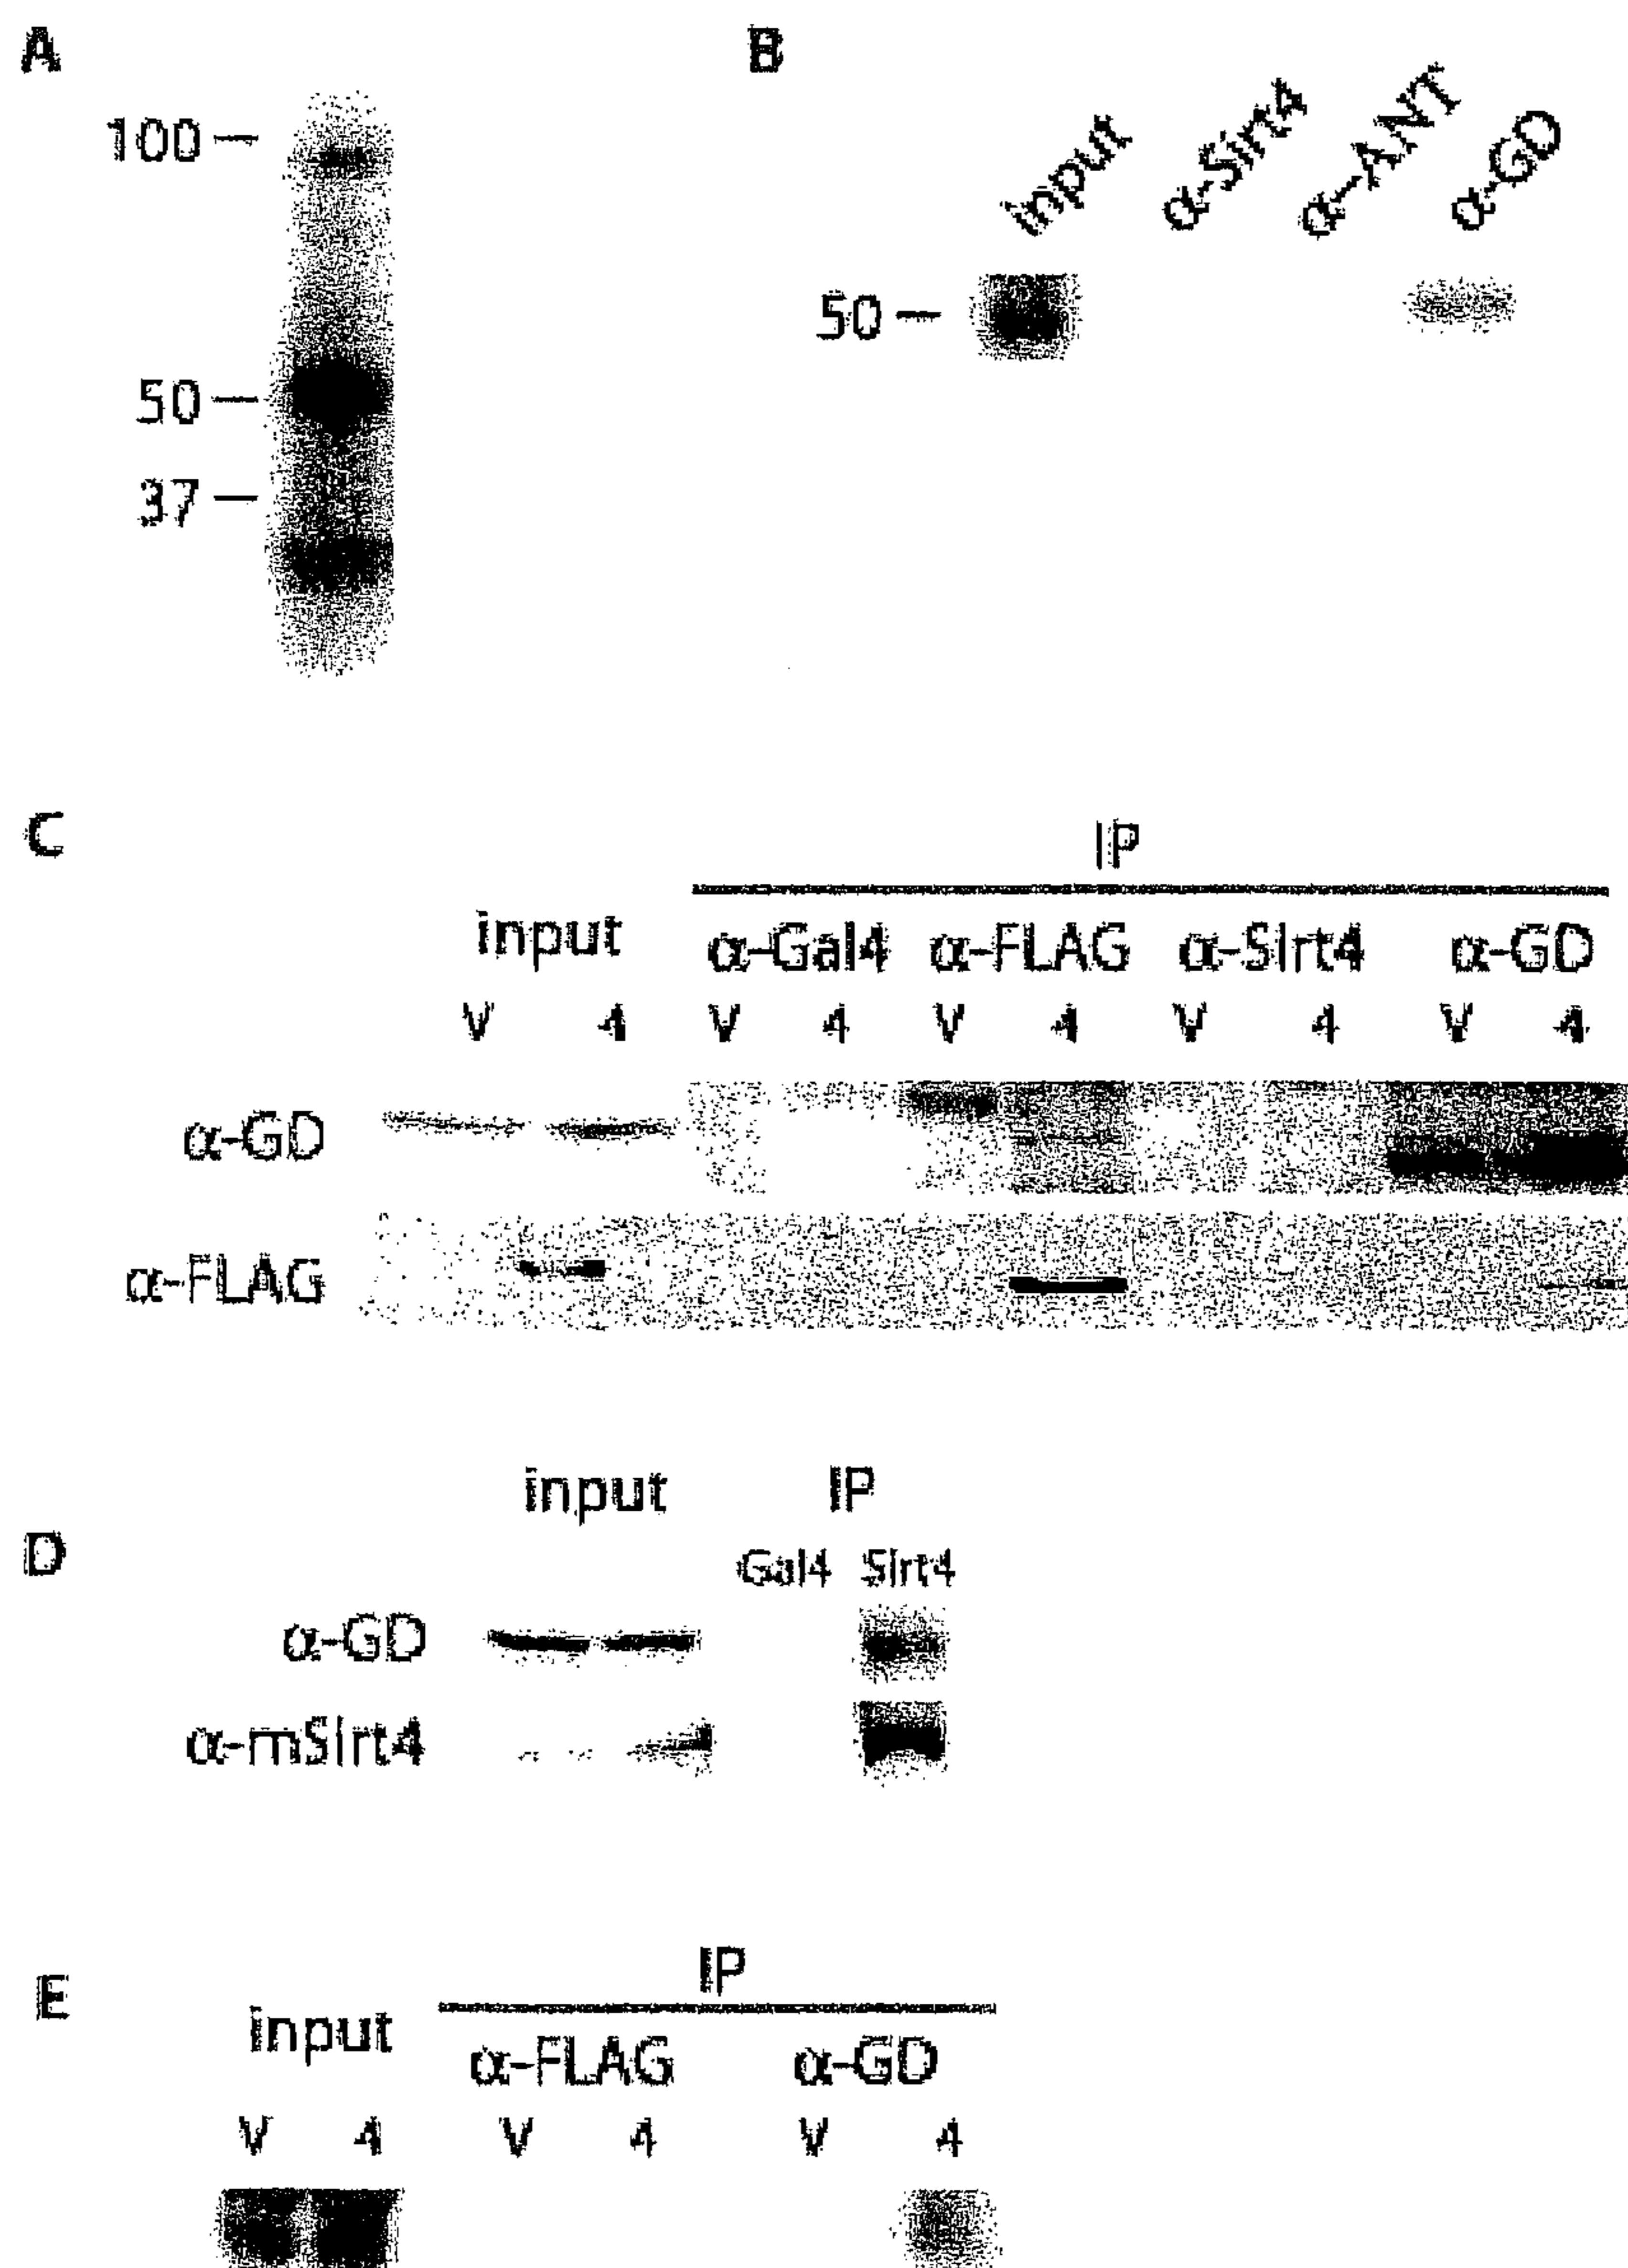 A
100
50
37
B
input α-Sirt4 α-ANT α-GD
50
C
IP
input α-Gal4 α-FLAG α-Sirt4 α-GD
V 4 V 4 V 4 V 4 V 4
α-GD
α-FLAG
D
input IP
Gal4 Sirt4
α-GD
α-mSirt4
E
IP
input
α-FLAG α-GD
V 4 V 4 V 4